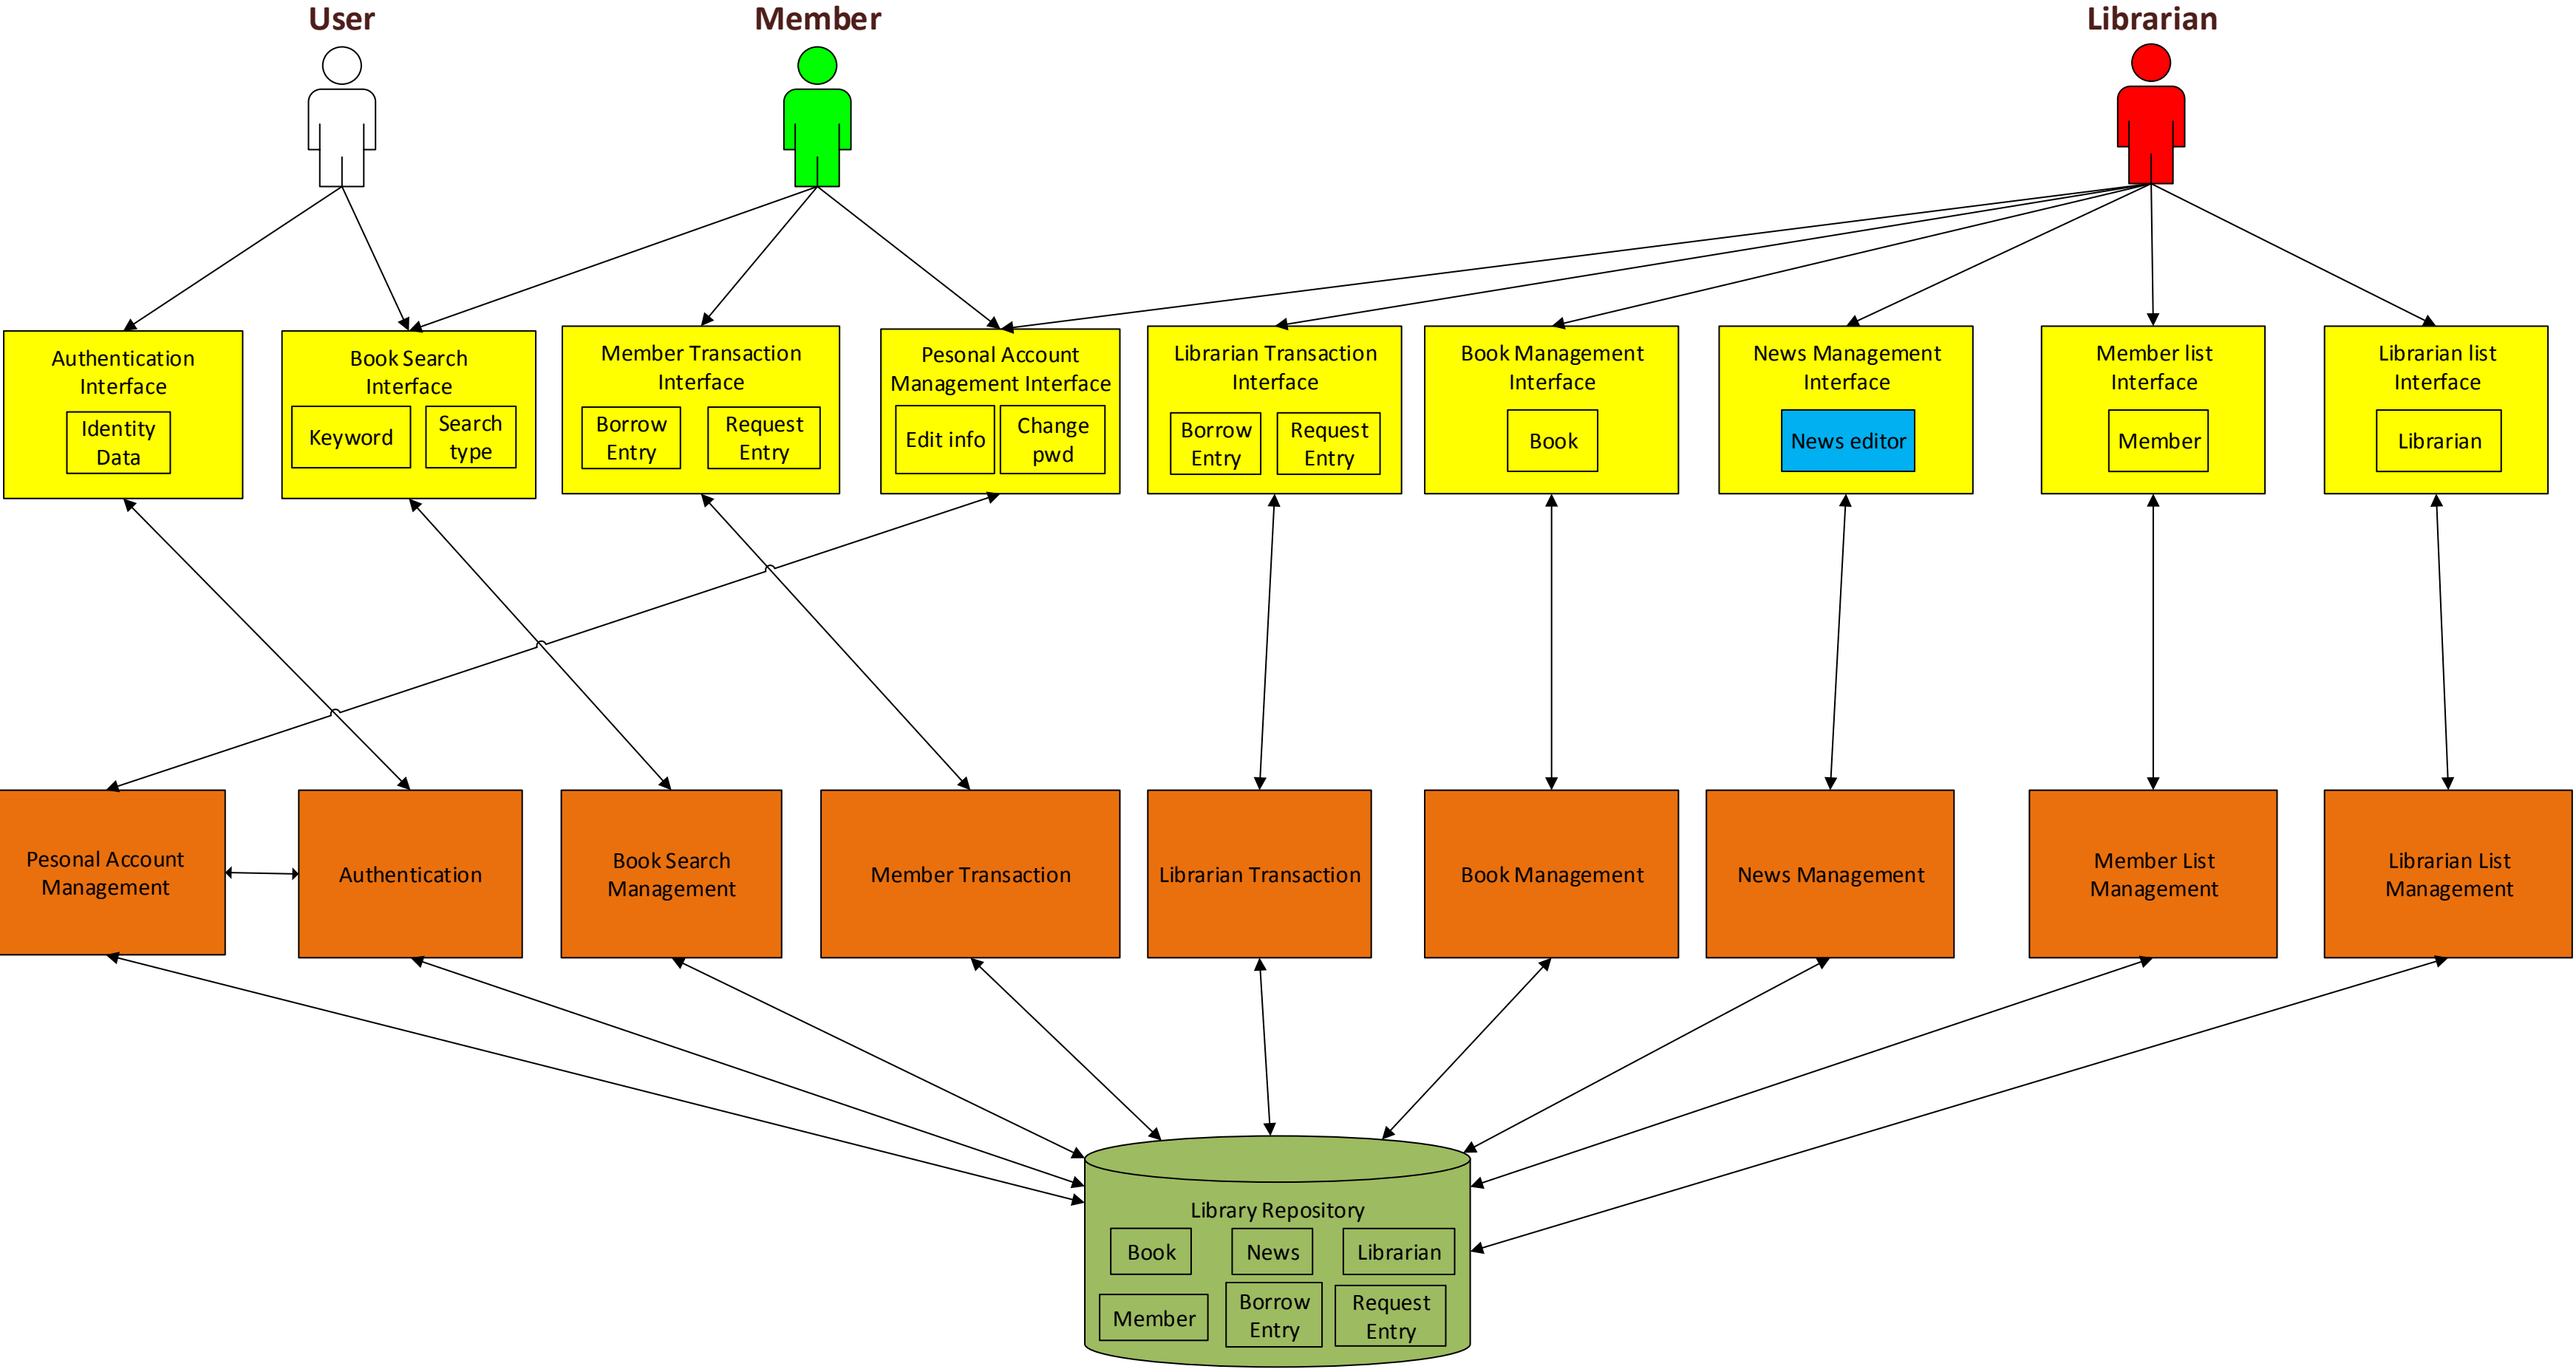 User
Member
Librarian
Authentication
Interface
Identity
Data
Book Search
Interface
Keyword
Search
type
Member Transaction
Interface
Borrow
Entry
Request
Entry
Pesonal Account
Management Interface
Edit info
Change
pwd
Librarian Transaction
Interface
Borrow
Entry
Request
Entry
Book Management
Interface
Book
News Management
Interface
News editor
Member list
Interface
Member
Librarian list
Interface
Librarian
Pesonal Account
Management
Authentication
Book Search
Management
Member Transaction
Librarian Transaction
Book Management
News Management
Member List
Management
Librarian List
Management
Library Repository
Book
News
Librarian
Member
Borrow
Entry
Request
Entry